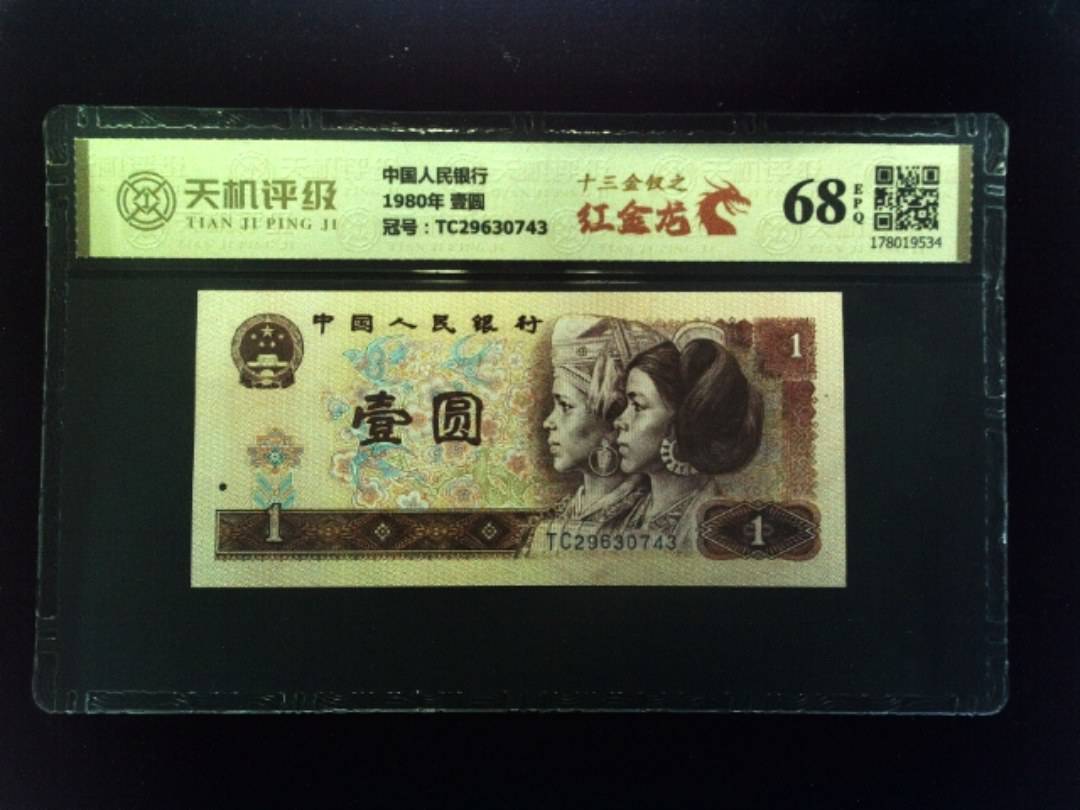 天机评级
TIAN JI PING JI
中国人民银行
1980年 壹圆
冠号：TC29630743
十三金钗之
红金龙
68
EPQ
178019534
中国人民银行
1
壹圆
1
TC29630743
1